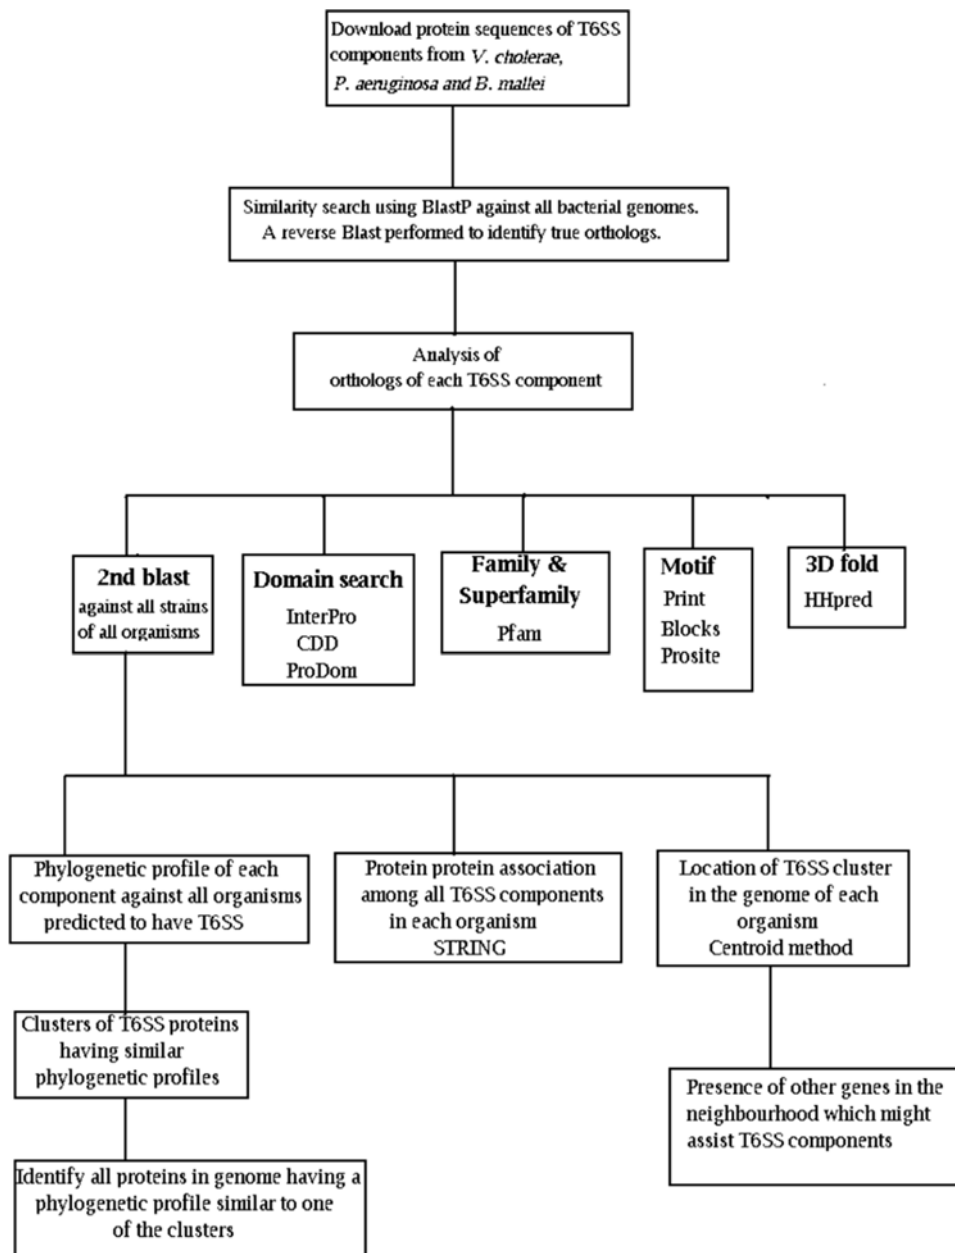 Download protein sequences of T6SS
components from V. cholerae,
P. aeruginosa and B. mallei
Similarity search using BlastP against all bacterial genomes.
A reverse Blast performed to identify true orthologs.
Analysis of
orthologs of each T6SS component
2nd blast
against all strains
of all organisms
Domain search
InterPro
CDD
ProDom
Family &
Superfamily
Pfam
Motif
Print
Blocks
Prosite
3D fold
HHpred
Phylogenetic profile of each
component against all organisms
predicted to have T6SS
Protein protein association
among all T6SS components
in each organism
STRING
Location of T6SS cluster
in the genome of each
organism
Centroid method
Clusters of T6SS proteins
having similar
phylogenetic profiles
Presence of other genes in the
neighbourhood which might
assist T6SS components
Identify all proteins in genome having a
phylogenetic profile similar to one
of the clusters